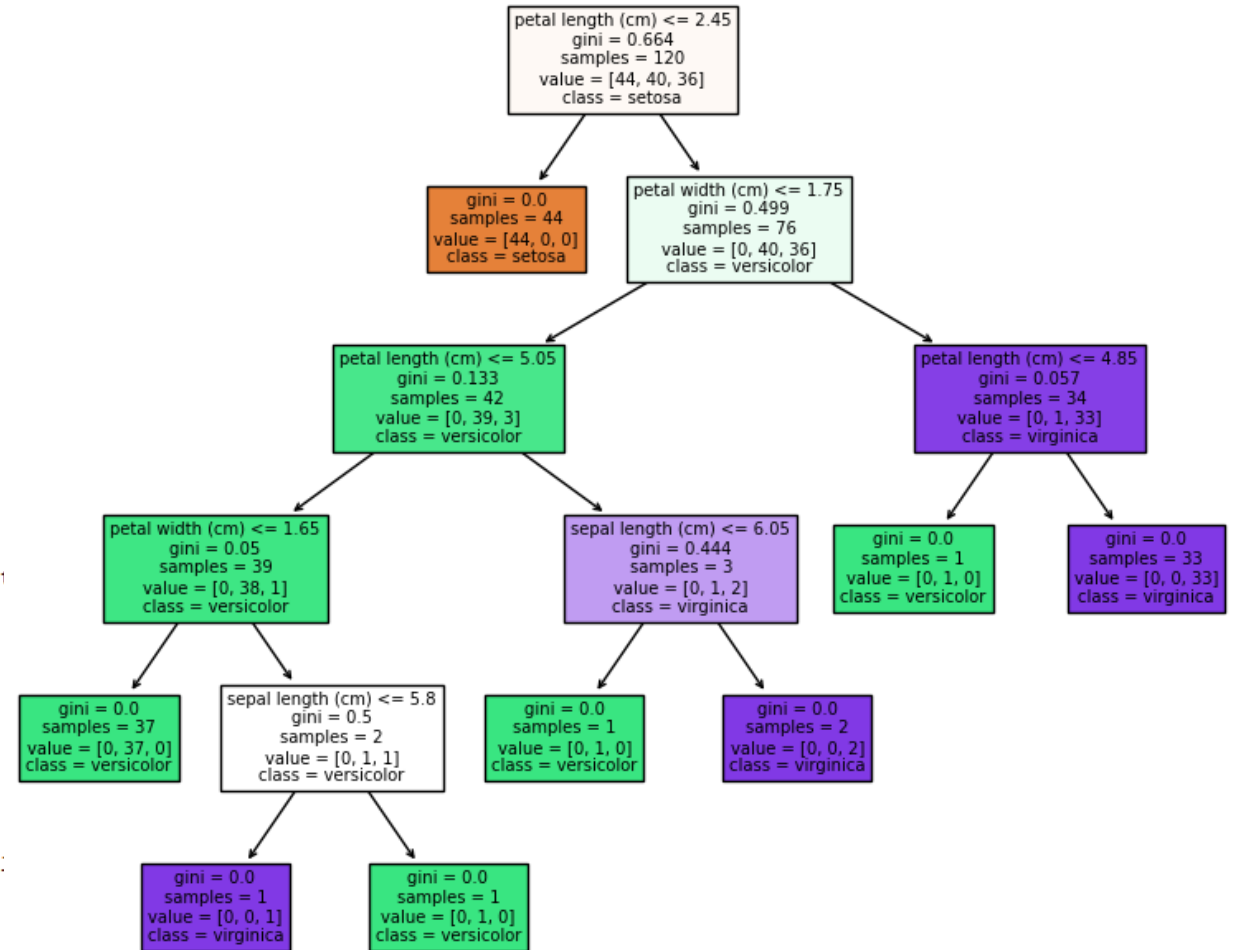 petal length (cm) <= 2.45
gini = 0.664
samples = 120
value = [44, 40, 36]
class = setosa
gini = 0.0
samples = 44
value = [44, 0, 0]
class = setosa
petal width (cm) <= 1.75
gini = 0.499
samples = 76
value = [0, 40, 36]
class = versicolor
petal length (cm) <= 5.05
gini = 0.133
samples = 42
value = [0, 39, 3]
class = versicolor
petal length (cm) <= 4.85
gini = 0.057
samples = 34
value = [0, 1, 33]
class = virginica
petal width (cm) <= 1.65
gini = 0.05
samples = 39
value = [0, 38, 1]
class = versicolor
sepal length (cm) <= 6.05
gini = 0.444
samples = 3
value = [0, 1, 2]
class = virginica
gini = 0.0
samples = 1
value = [0, 1, 0]
class = versicolor
gini = 0.0
samples = 33
value = [0, 0, 33]
class = virginica
gini = 0.0
samples = 37
value = [0, 37, 0]
class = versicolor
sepal length (cm) <= 5.8
gini = 0.5
samples = 2
value = [0, 1, 1]
class = versicolor
gini = 0.0
samples = 1
value = [0, 1, 0]
class = versicolor
gini = 0.0
samples = 2
value = [0, 0, 2]
class = virginica
gini = 0.0
samples = 1
value = [0, 0, 1]
class = virginica
gini = 0.0
samples = 1
value = [0, 1, 0]
class = versicolor